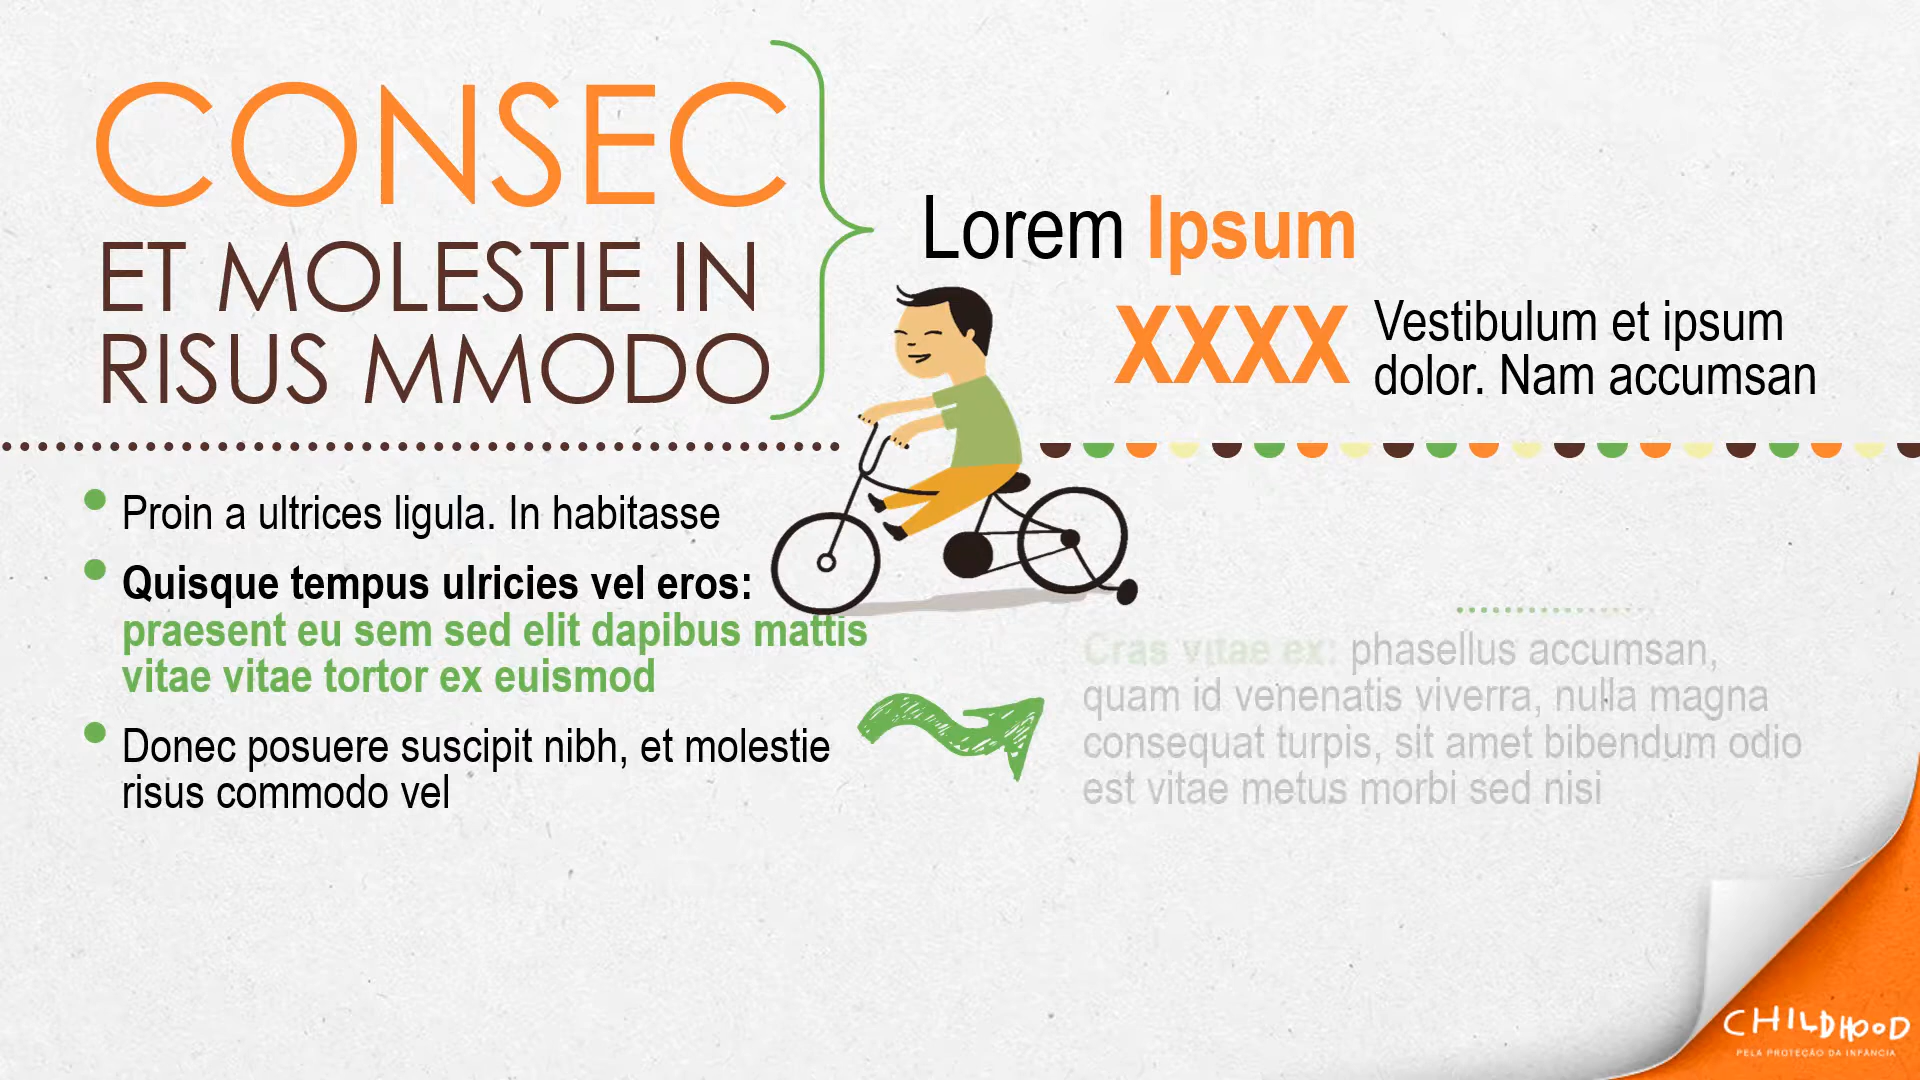 CONSEC
ET MOLESTIE IN
RISUS MMODO
Lorem Ipsum
XXXX
Vestibulum et ipsum
dolor. Nam accumsan
Proin a ultrices ligula. In habitasse
Quisque tempus ulricies vel eros:
praesent eu sem sed elit dapibus mattis
vitae vitae tortor ex euismod
Donec posuere suscipit nibh, et molestie
risus commodo vel
Cras vitae ex: phasellus accumsan,
quam id venenatis viverra, nulla magna
consequat turpis, sit amet bibendum odio
est vitae metus morbi sed nisi
CHILDHOOD
PELA PROTEÇÃO DA INFÂNCIA